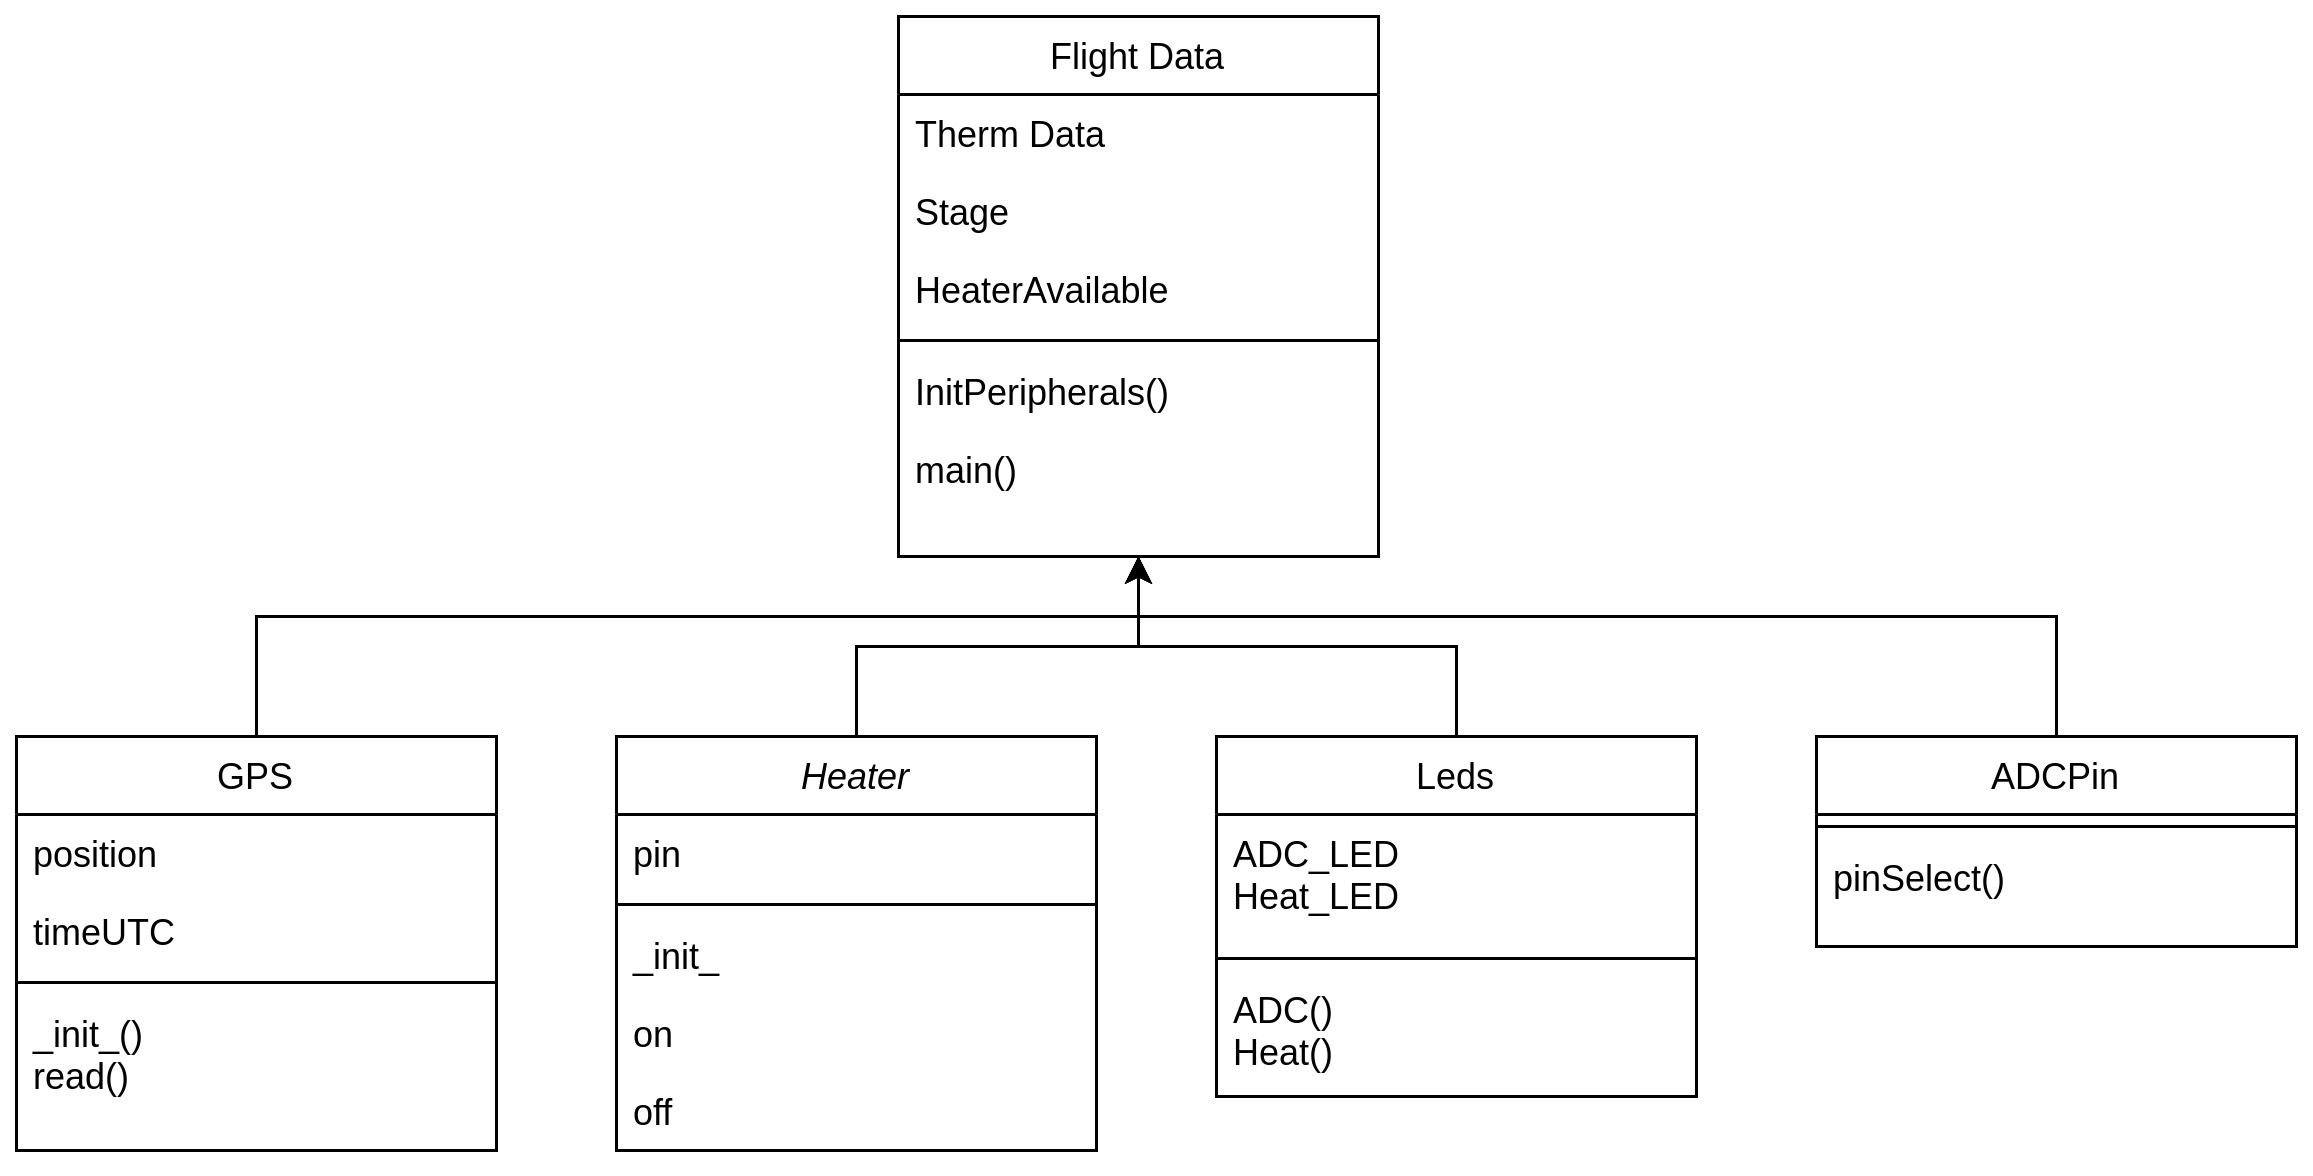 Flight Data
Therm Data
Stage
HeaterAvailable
InitPeripherals()
main()
GPS
position
timeUTC
_init_()
read()
Heater
pin
_init_
on
off
Leds
ADC_LED
Heat_LED
ADC()
Heat()
ADCPin
pinSelect()